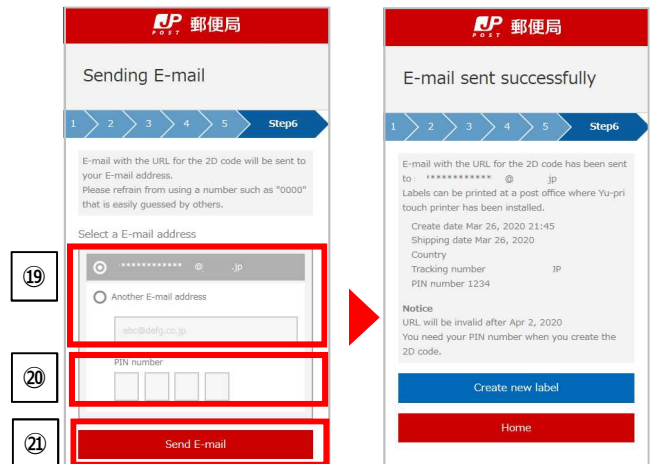 JP POST 郵便局
Sending E-mail
1 2 3 4 5 Step6
E-mail with the URL for the 2D code will be sent to
your E-mail address.
Please refrain from using a number such as "0000"
that is easily guessed by others.
Select a E-mail address
⑲
************ @ .jp
Another E-mail address
abc@defg.co.jp
⑳
PIN number
㉑
Send E-mail
JP POST 郵便局
E-mail sent successfully
1 2 3 4 5 Step6
E-mail with the URL for the 2D code has been sent
to : *********** @ jp
Labels can be printed at a post office where Yu-pri
touch printer has been installed.
Create date Mar 26, 2020 21:45
Shipping date Mar 26, 2020
Country
Tracking number JP
PIN number 1234
Notice
URL will be invalid after Apr 2, 2020
You need your PIN number when you create the
2D code.
Create new label
Home